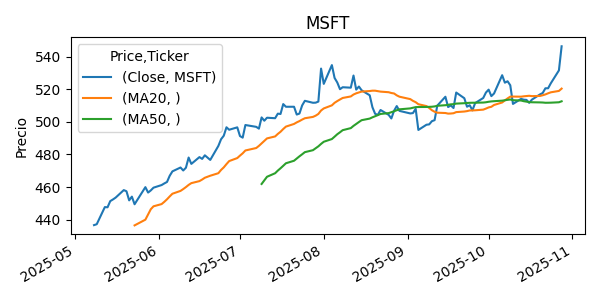 MSFT
Price,Ticker
(Close, MSFT)
(MA20, )
(MA50, )
Precio
540
520
500
480
460
440
2025-05
2025-06
2025-07
2025-08
2025-09
2025-10
2025-11